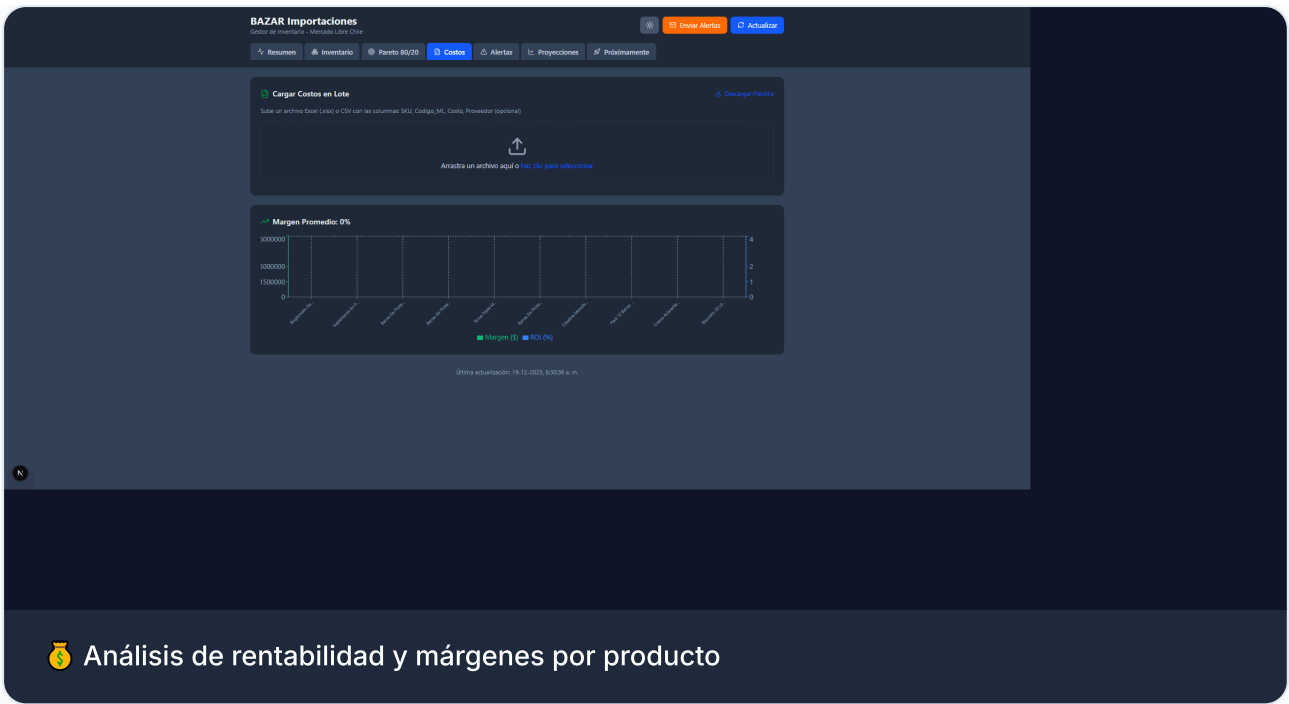 BAZAR Importaciones
Gestor de Inventario - Mercado Libre Chile
Enviar Alertas
Actualizar
Resumen
Inventario
Pareto 80/20
Costos
Alertas
Proyecciones
Próximamente
Cargar Costos en Lote
Descargar Plantilla
Sube un archivo Excel (.xlsx) o CSV con las columnas: SKU, Codigo_ML, Costo, Proveedor (opcional)
Arrastra un archivo aquí o haz clic para seleccionar
Margen Promedio: 0%
4
2
1500000
1
0
0
Margen ($)
ROI (%)
Última actualización: 19-12-2025, 8:30:36 a. m.
N
💰 Análisis de rentabilidad y márgenes por producto